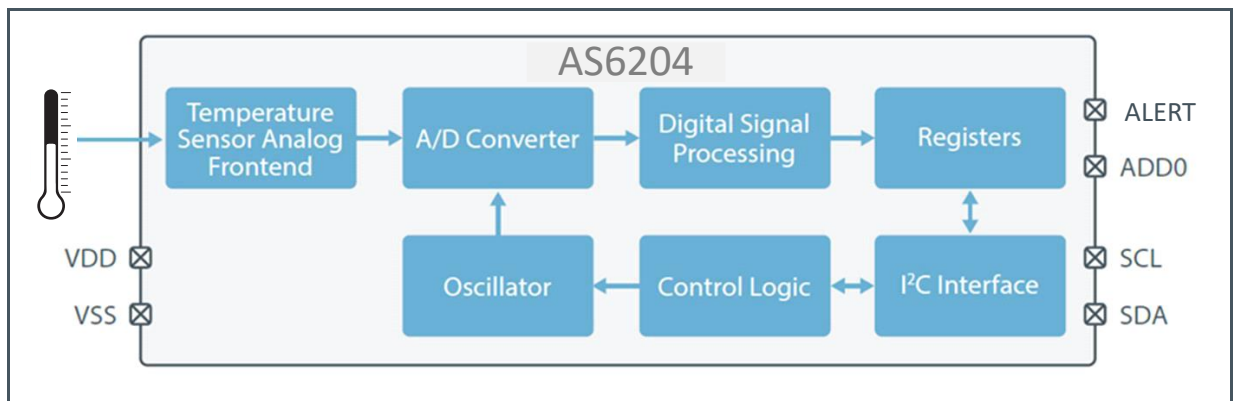 AS6204
Temperature
Sensor Analog
Frontend
A/D Converter
Digital Signal
Processing
Registers
ALERT
ADD0
VDD
VSS
Oscillator
Control Logic
I²C Interface
SCL
SDA